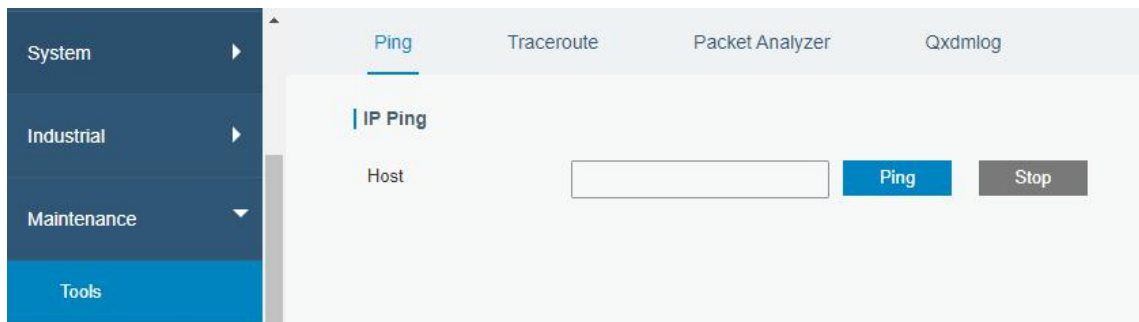 System
Industrial
Maintenance
Tools
Ping Traceroute Packet Analyzer Qxdmlog
IP Ping
Host Ping Stop